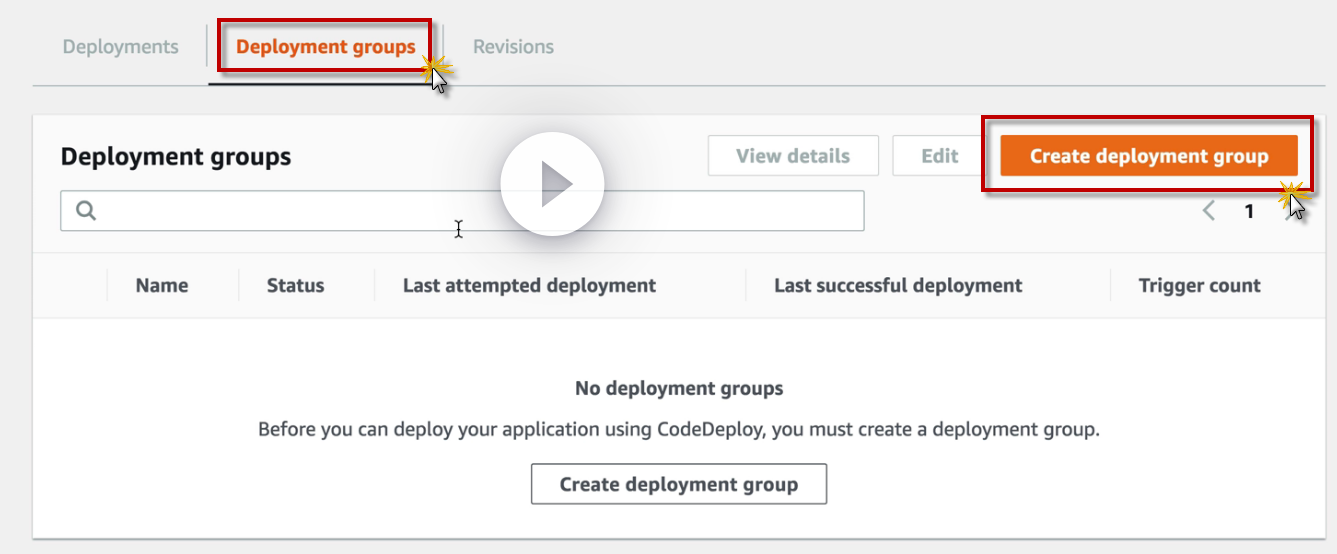 Deployments Deployment groups Revisions
Deployment groups View details Edit Create deployment group
1
Name Status Last attempted deployment Last successful deployment Trigger count
No deployment groups
Before you can deploy your application using CodeDeploy, you must create a deployment group.
Create deployment group